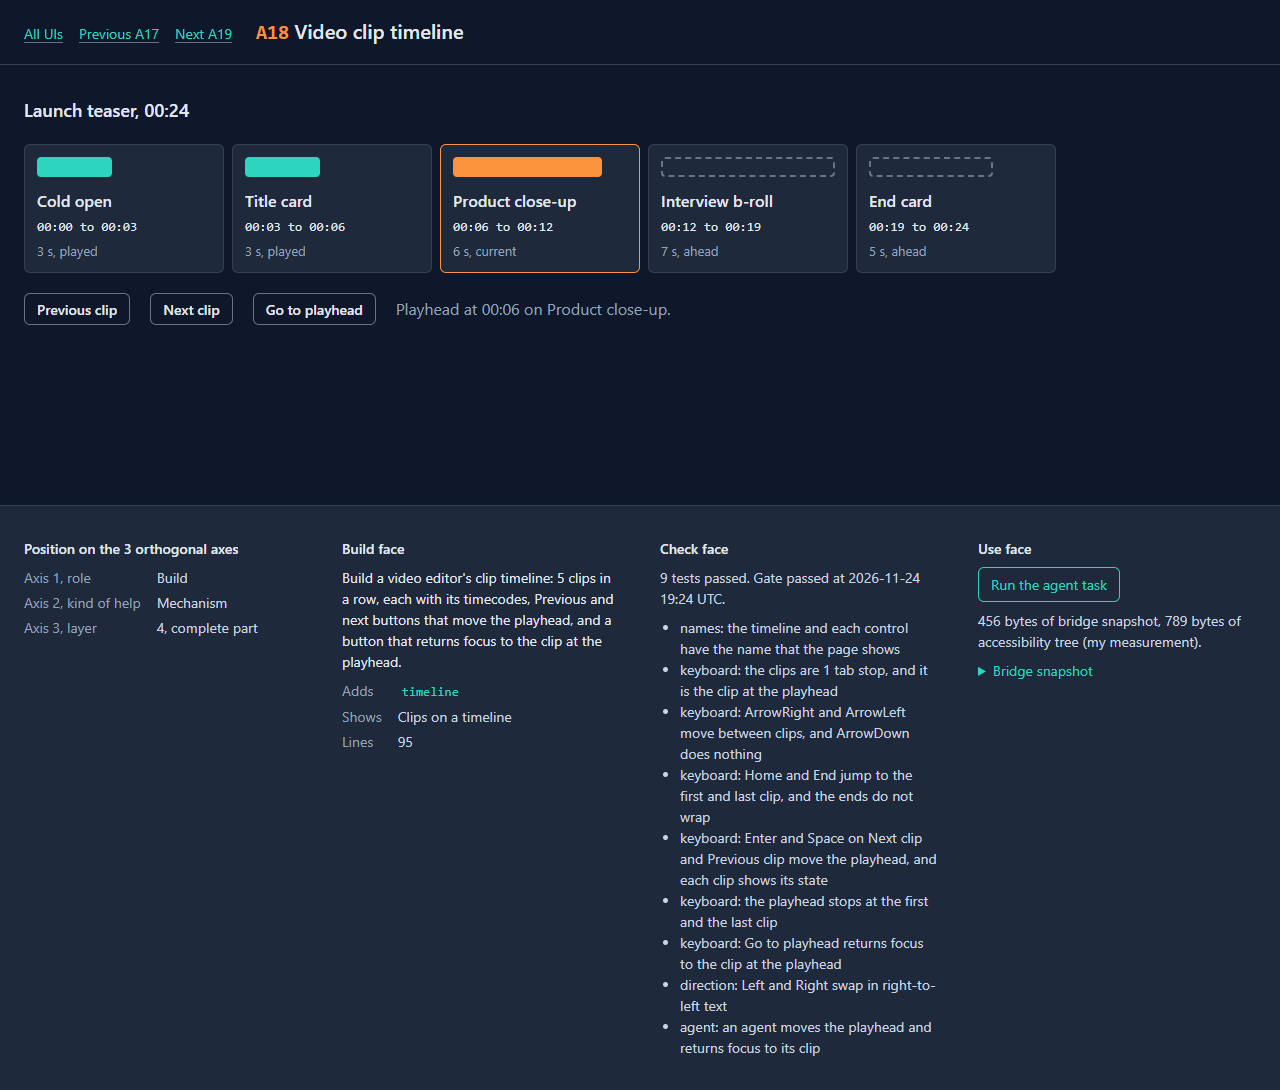 All UIs Previous A17 Next A19 A18 Video clip timeline
Launch teaser, 00:24
Cold open
00:00 to 00:03
3 s, played
Title card
00:03 to 00:06
3 s, played
Product close-up
00:06 to 00:12
6 s, current
Interview b-roll
00:12 to 00:19
7 s, ahead
End card
00:19 to 00:24
5 s, ahead
Previous clip Next clip Go to playhead Playhead at 00:06 on Product close-up.
Position on the 3 orthogonal axes
Axis 1, role Build
Axis 2, kind of help Mechanism
Axis 3, layer 4, complete part
Build face
Build a video editor's clip timeline: 5 clips in
a row, each with its timecodes, Previous and
next buttons that move the playhead, and a
button that returns focus to the clip at the
playhead.
Adds timeline
Shows Clips on a timeline
Lines 95
Check face
9 tests passed. Gate passed at 2026-11-24
19:24 UTC.
• names: the timeline and each control
have the name that the page shows
• keyboard: the clips are 1 tab stop, and it
is the clip at the playhead
• keyboard: ArrowRight and ArrowLeft
move between clips, and ArrowDown
does nothing
• keyboard: Home and End jump to the
first and last clip, and the ends do not
wrap
• keyboard: Enter and Space on Next clip
and Previous clip move the playhead, and
each clip shows its state
• keyboard: the playhead stops at the first
and the last clip
• keyboard: Go to playhead returns focus
to the clip at the playhead
• direction: Left and Right swap in right-to-
left text
• agent: an agent moves the playhead and
returns focus to its clip
Use face
Run the agent task
456 bytes of bridge snapshot, 789 bytes of
accessibility tree (my measurement).
▶ Bridge snapshot